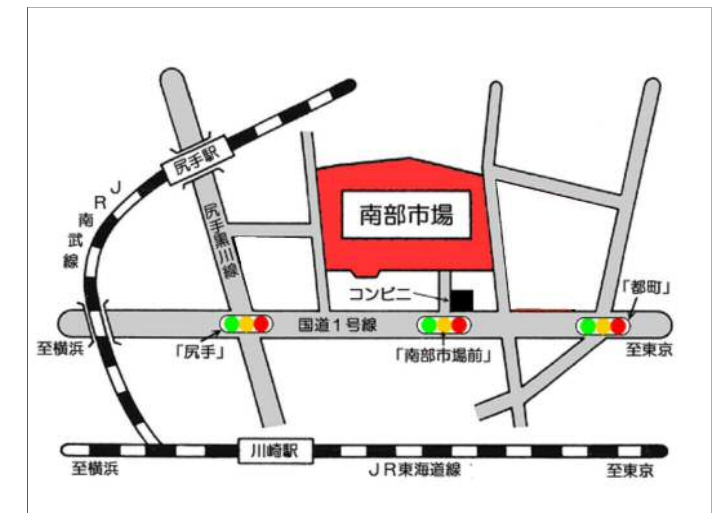 尻手駅
JR南武線
尻手黒川線
南部市場
コンビニ
「都町」
国道1号線
至横浜
「尻手」
「南部市場前」
至東京
川崎駅
至横浜
JR東海道線
至東京